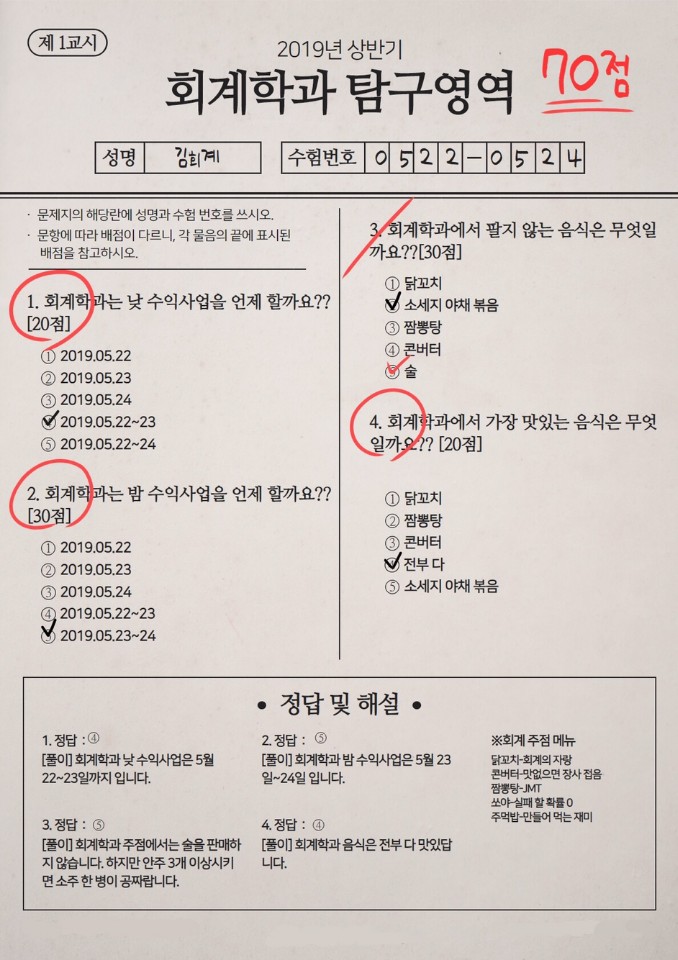 제 1교시
2019년 상반기
회계학과 탐구영역
70점
성명 김회계 수험번호 0522-0524
· 문제지의 해당란에 성명과 수험 번호를 쓰시오.
· 문항에 따라 배점이 다르니, 각 물음의 끝에 표시된
배점을 참고하시오.
1. 회계학과는 낮 수익사업을 언제 할까요??
[20점]
① 2019.05.22
② 2019.05.23
③ 2019.05.24
④ 2019.05.22~23
⑤ 2019.05.22~24
2. 회계학과는 밤 수익사업을 언제 할까요??
[30점]
① 2019.05.22
② 2019.05.23
③ 2019.05.24
④ 2019.05.22~23
⑤ 2019.05.23~24
3. 회계학과에서 팔지 않는 음식은 무엇일
까요??[30점]
① 닭꼬치
② 소세지 야채 볶음
③ 짬뽕탕
④ 콘버터
⑤ 술
4. 회계학과에서 가장 맛있는 음식은 무엇
일까요?? [20점]
① 닭꼬치
② 짬뽕탕
③ 콘버터
④ 전부 다
⑤ 소세지 야채 볶음
• 정답 및 해설 •
1. 정답 : ④
[풀이] 회계학과 낮 수익사업은 5월
22~23일까지 입니다.
2. 정답 : ⑤
[풀이] 회계학과 밤 수익사업은 5월 23
일~24일 입니다.
3. 정답 : ⑤
[풀이] 회계학과 주점에서는 술을 판매하
지 않습니다. 하지만 안주 3개 이상시키
면 소주 한 병이 공짜랍니다.
4. 정답 : ④
[풀이] 회계학과 음식은 전부 다 맛있답
니다.
※회계 주점 메뉴
닭꼬치-회계의 자랑
콘버터-맛없으면 장사 접음
짬뽕탕-JMT
쏘야-실패 할 확률 0
주먹밥-만들어 먹는 재미